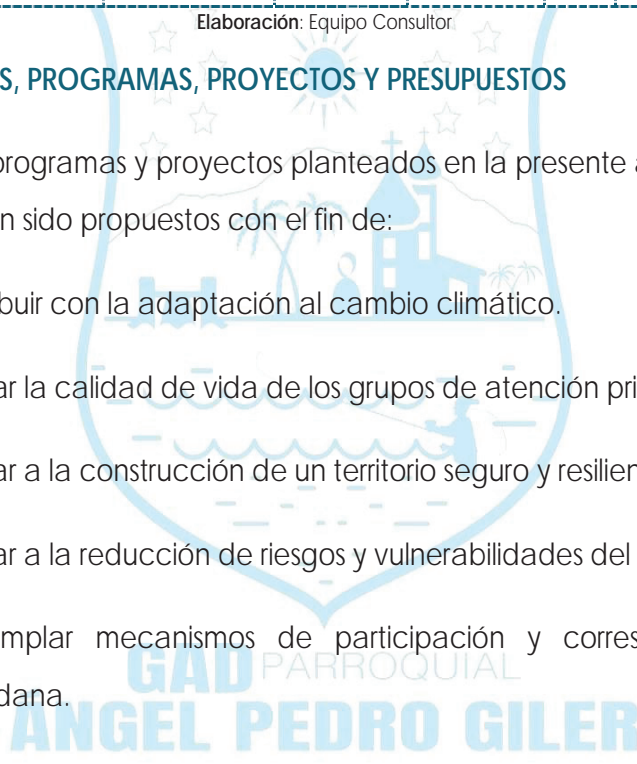 Elaboración: Equipo Consultor
S, PROGRAMAS, PROYECTOS Y PRESUPUESTOS
programas y proyectos planteados en la presente a
n sido propuestos con el fin de:
buir con la adaptación al cambio climático.
ar la calidad de vida de los grupos de atención pri
ar a la construcción de un territorio seguro y resilien
ar a la reducción de riesgos y vulnerabilidades del
mplar mecanismos de participación y corres
dana.
GAD PARROQUIAL
ANGEL PEDRO GILER